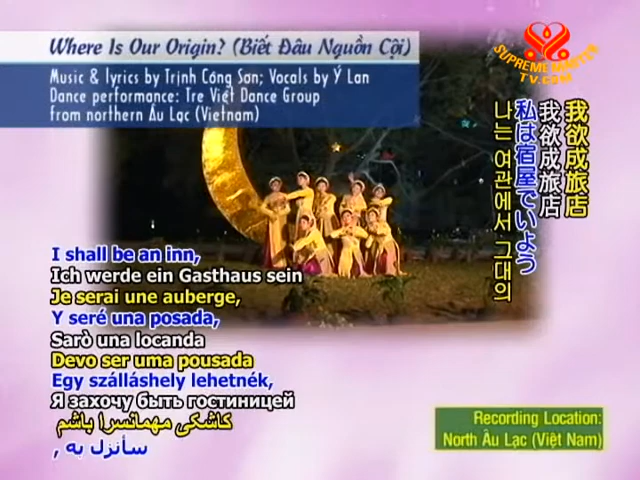 Where Is Our Origin? (Biết Đâu Nguồn Cội)
Music & lyrics by Trịnh Công Sơn; Vocals by Ý Lan
Dance performance: Tre Việt Dance Group
from northern Âu Lạc (Vietnam)
SUPREME MASTER
TV.COM
我欲成旅店
我欲成旅店
私は宿屋でいよう
나는 여관에서 그대의
I shall be an inn,
Ich werde ein Gasthaus sein
Je serai une auberge,
Y seré una posada,
Sarò una locanda
Devo ser uma pousada
Egy szálláshely lehetnék,
Я захочу быть гостиницей
کاشکی مهمانسرا باشم
سأنزل به ,
Recording Location:
North Âu Lạc (Việt Nam)